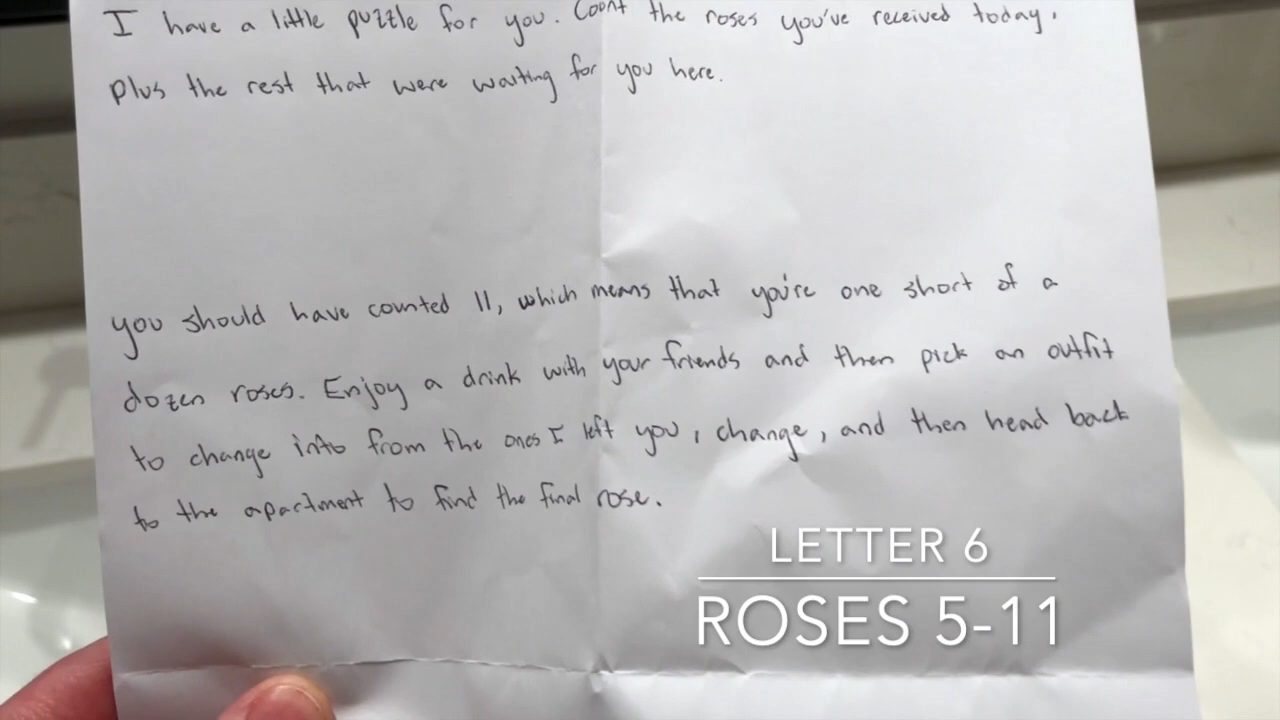 I have a little puzzle for you. Count the roses you've received today,
plus the rest that were waiting for you here.
you should have counted 11, which means that you're one short of a
dozen roses. Enjoy a drink with your friends and then pick an outfit
to change into from the ones I left you, change, and then head back
to the apartment to find the final rose.
LETTER 6
ROSES 5-11